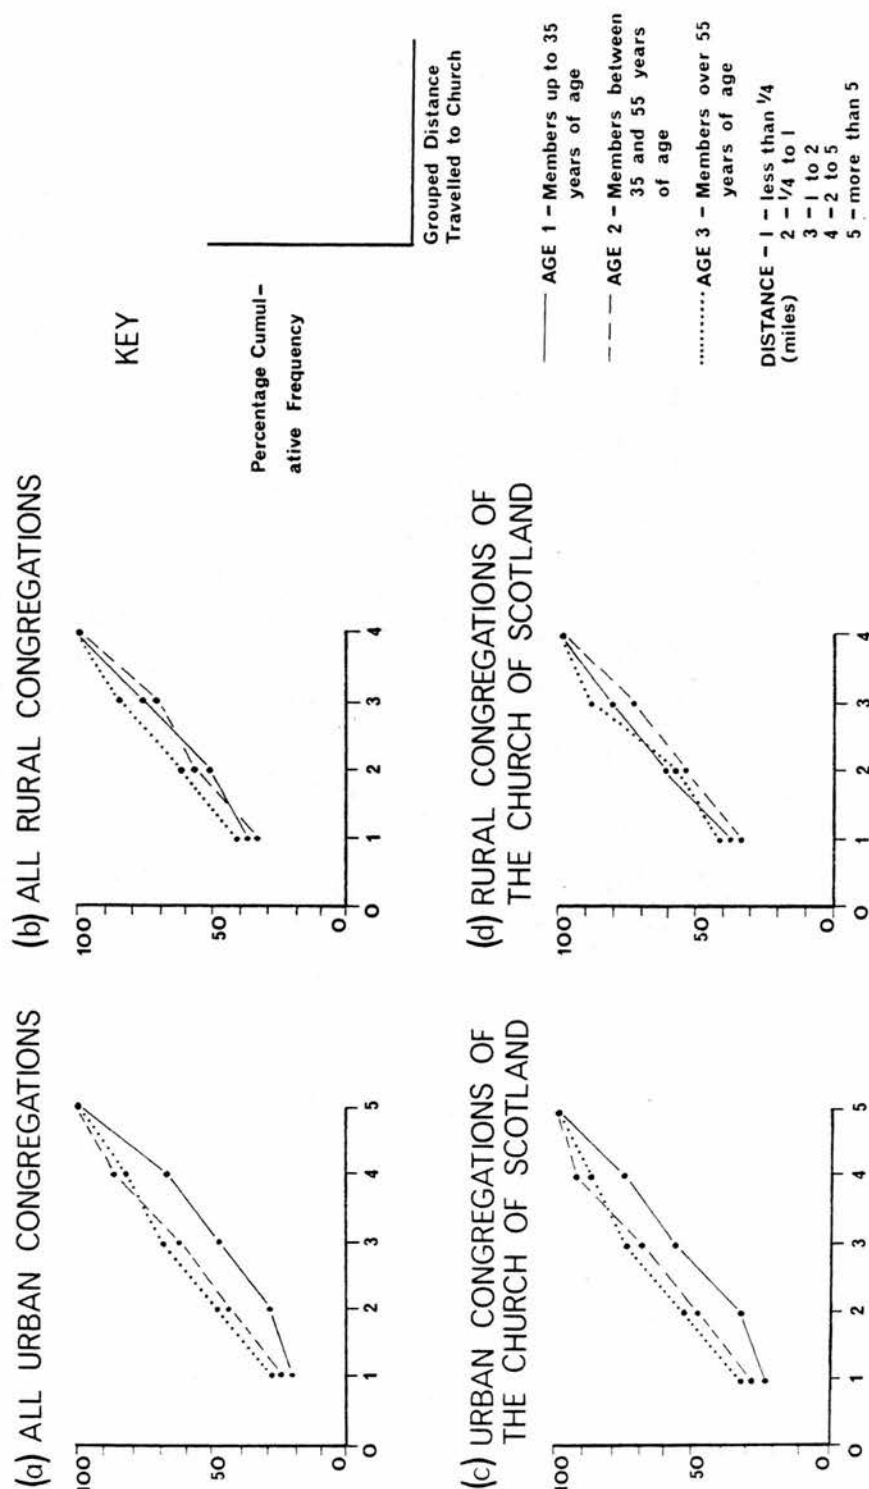 (a) ALL URBAN CONGREGATIONS
100
50
0
0 1 2 3 4 5
(b) ALL RURAL CONGREGATIONS
100
50
0
0 1 2 3 4
(c) URBAN CONGREGATIONS OF
THE CHURCH OF SCOTLAND
100
50
0
0 1 2 3 4 5
(d) RURAL CONGREGATIONS OF
THE CHURCH OF SCOTLAND
100
50
0
0 1 2 3 4
KEY
Percentage Cumul-
ative Frequency
Grouped Distance
Travelled to Church
AGE 1 - Members up to 35
years of age
AGE 2 - Members between
35 and 55 years
of age
AGE 3 - Members over 55
years of age
DISTANCE - 1 - less than 1/4
(miles) 2 - 1/4 to 1
3 - 1 to 2
4 - 2 to 5
5 - more than 5